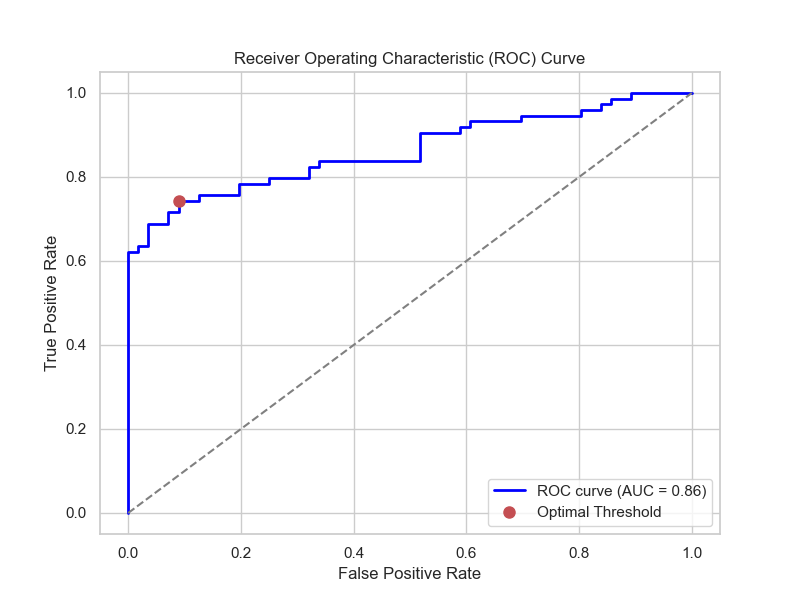 Receiver Operating Characteristic (ROC) Curve
True Positive Rate
1.0
0.8
0.6
0.4
0.2
0.0
0.0 0.2 0.4 0.6 0.8 1.0
False Positive Rate
ROC curve (AUC = 0.86)
Optimal Threshold